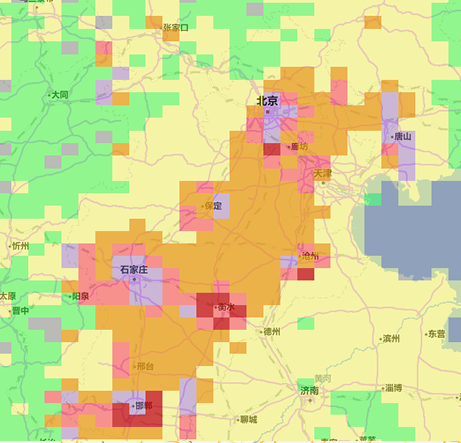 张家口
大同
北京
唐山
廊坊
天津
保定
忻州
石家庄
沧州
太原
阳泉
晋中
衡水
德州
滨州
东营
邢台
黄河
济南
淄博
邯郸
聊城